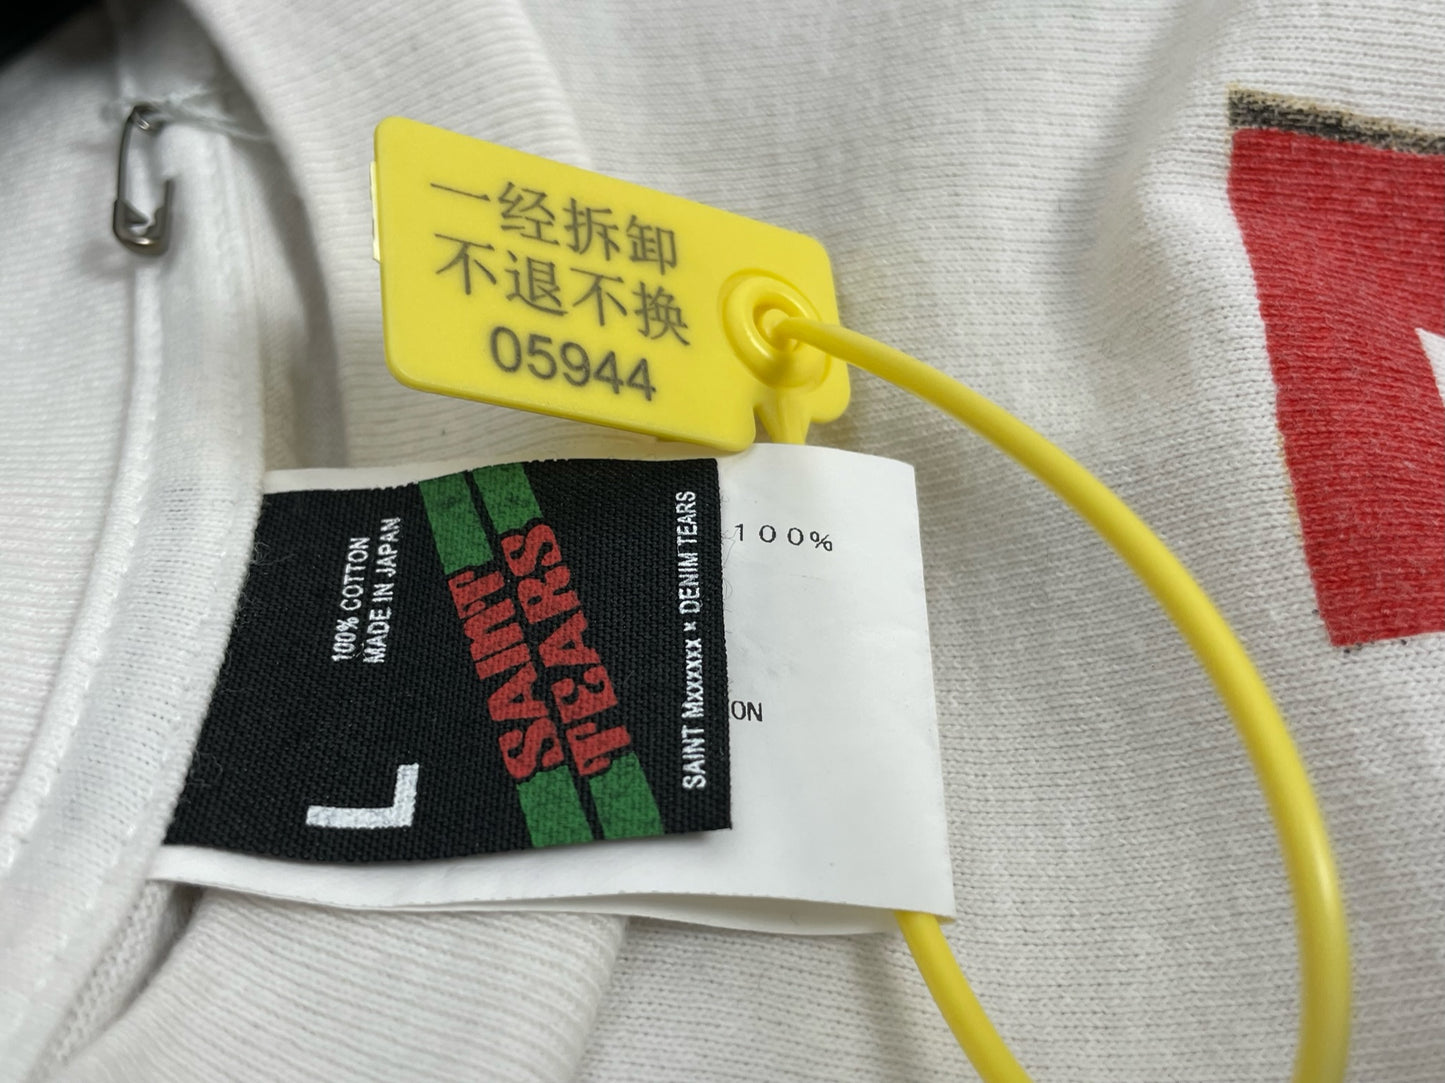 一经拆卸
不退不换
05944
100% COTTON
MADE IN JAPAN
SAINT
TEARS
L
SAINT Mxxxxxx × DENIM TEARS
100%